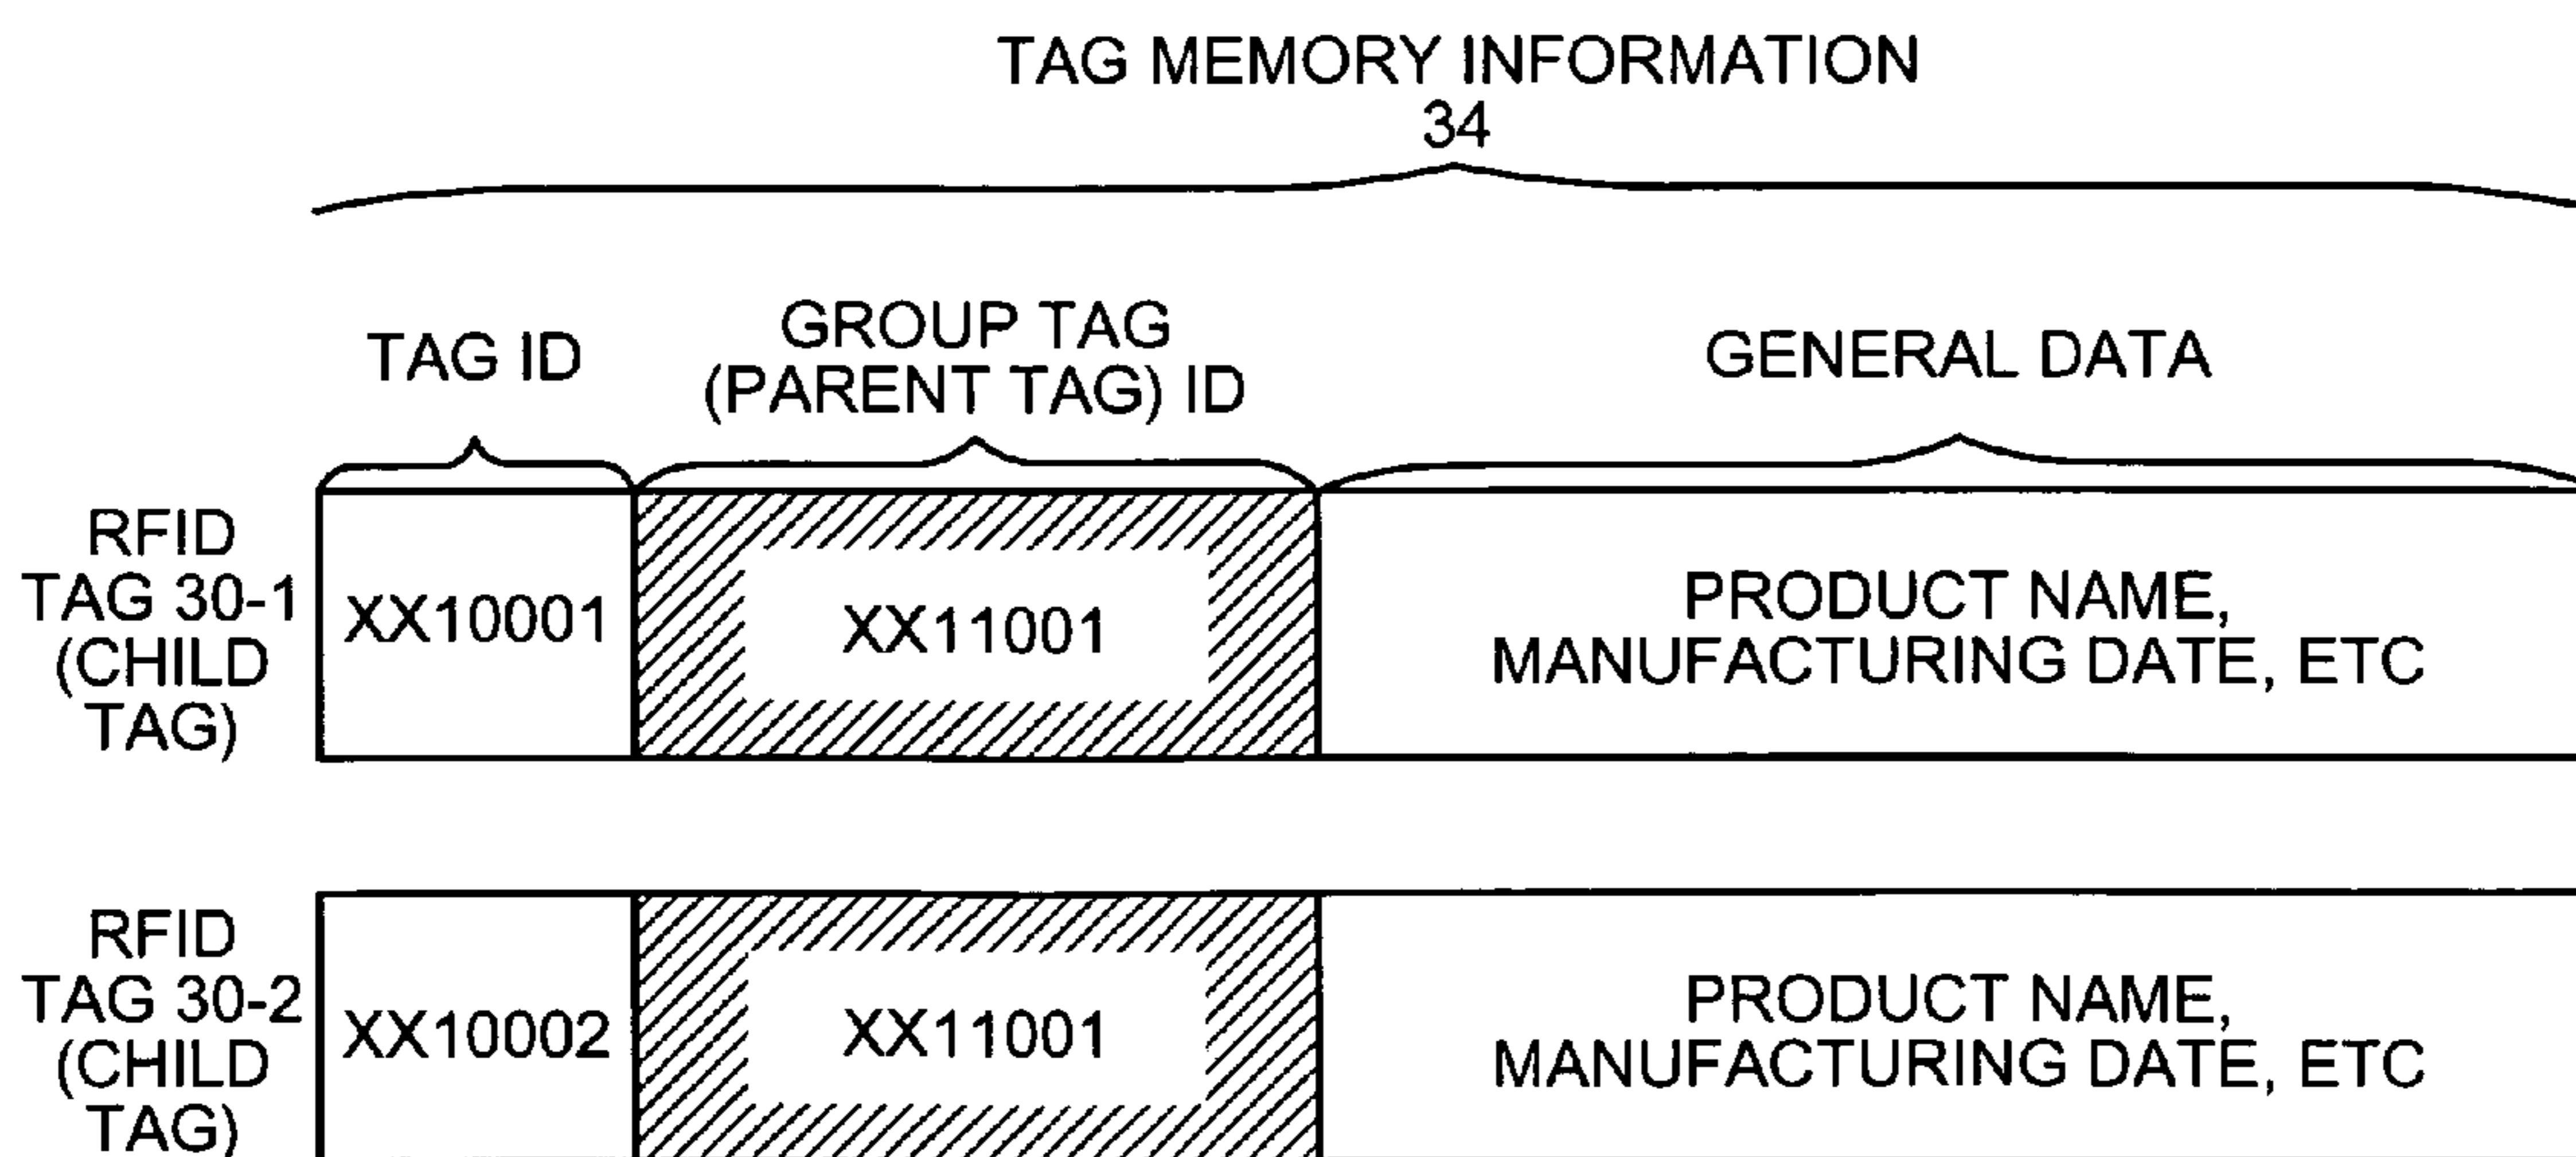 TAG MEMORY INFORMATION
34
TAG ID
GROUP TAG
(PARENT TAG) ID
GENERAL DATA
RFID
TAG 30-1
(CHILD
TAG)
XX10001
XX11001
PRODUCT NAME,
MANUFACTURING DATE, ETC
RFID
TAG 30-2
(CHILD
TAG)
XX10002
XX11001
PRODUCT NAME,
MANUFACTURING DATE, ETC